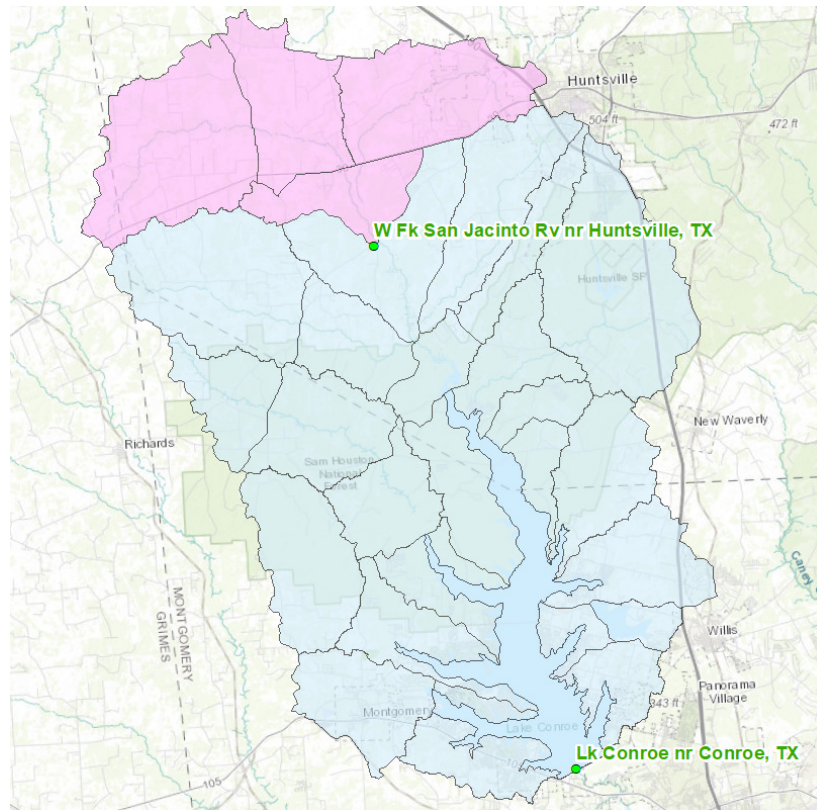 Huntsville
504 ft
472 ft
W Fk San Jacinto Rv nr Huntsville, TX
Huntsville SP
New Waverly
Richards
Sam Houston
National
Forest
MONTGOMERY
GRIMES
Caney
Willis
Panorama
Village
343 ft
Montgomery
Lake Conroe
Lk Conroe nr Conroe, TX
105